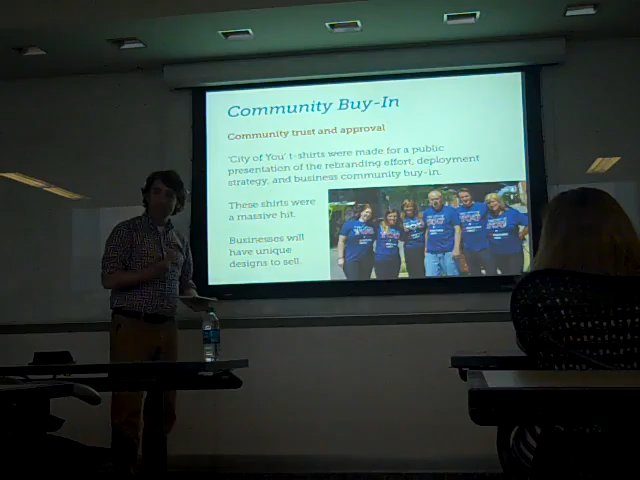 Community Buy-In
Community trust and approval
'City of You' t-shirts were made for a public
presentation of the rebranding effort, deployment
strategy, and business community buy-in.
These shirts were
a massive hit.
Businesses will
have unique
designs to sell.